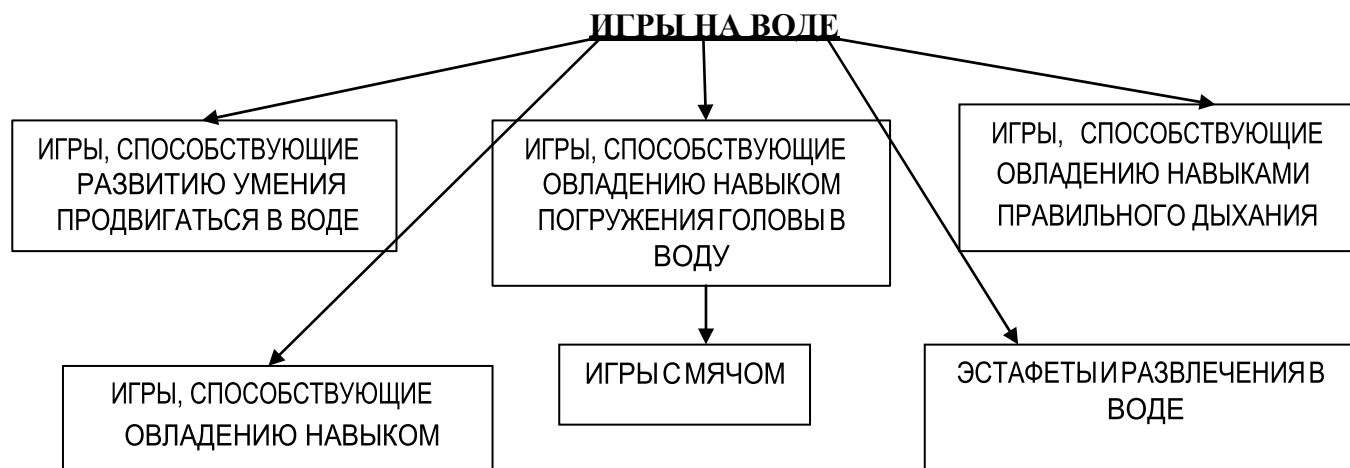 ИГРЫ НА ВОДЕ
ИГРЫ, СПОСОБСТВУЮЩИЕ
РАЗВИТИЮ УМЕНИЯ
ПРОДВИГАТЬСЯ В ВОДЕ
ИГРЫ, СПОСОБСТВУЮЩИЕ
ОВЛАДЕНИЮ НАВЫКОМ
ПОГРУЖЕНИЯ ГОЛОВЫ В
ВОДУ
ИГРЫ, СПОСОБСТВУЮЩИЕ
ОВЛАДЕНИЮ НАВЫКАМИ
ПРАВИЛЬНОГО ДЫХАНИЯ
ИГРЫ, СПОСОБСТВУЮЩИЕ
ОВЛАДЕНИЮ НАВЫКОМ
ИГРЫ С МЯЧОМ
ЭСТАФЕТЫ И РАЗВЛЕЧЕНИЯ В
ВОДЕ